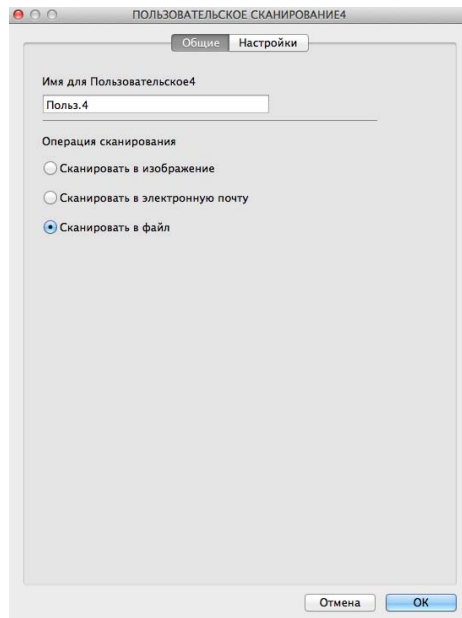 ПОЛЬЗОВАТЕЛЬСКОЕ СКАНИРОВАНИЕ4
Общие Настройки
Имя для Пользовательское4
Польз.4
Операция сканирования
Сканировать в изображение
Сканировать в электронную почту
Сканировать в файл
Отмена OK